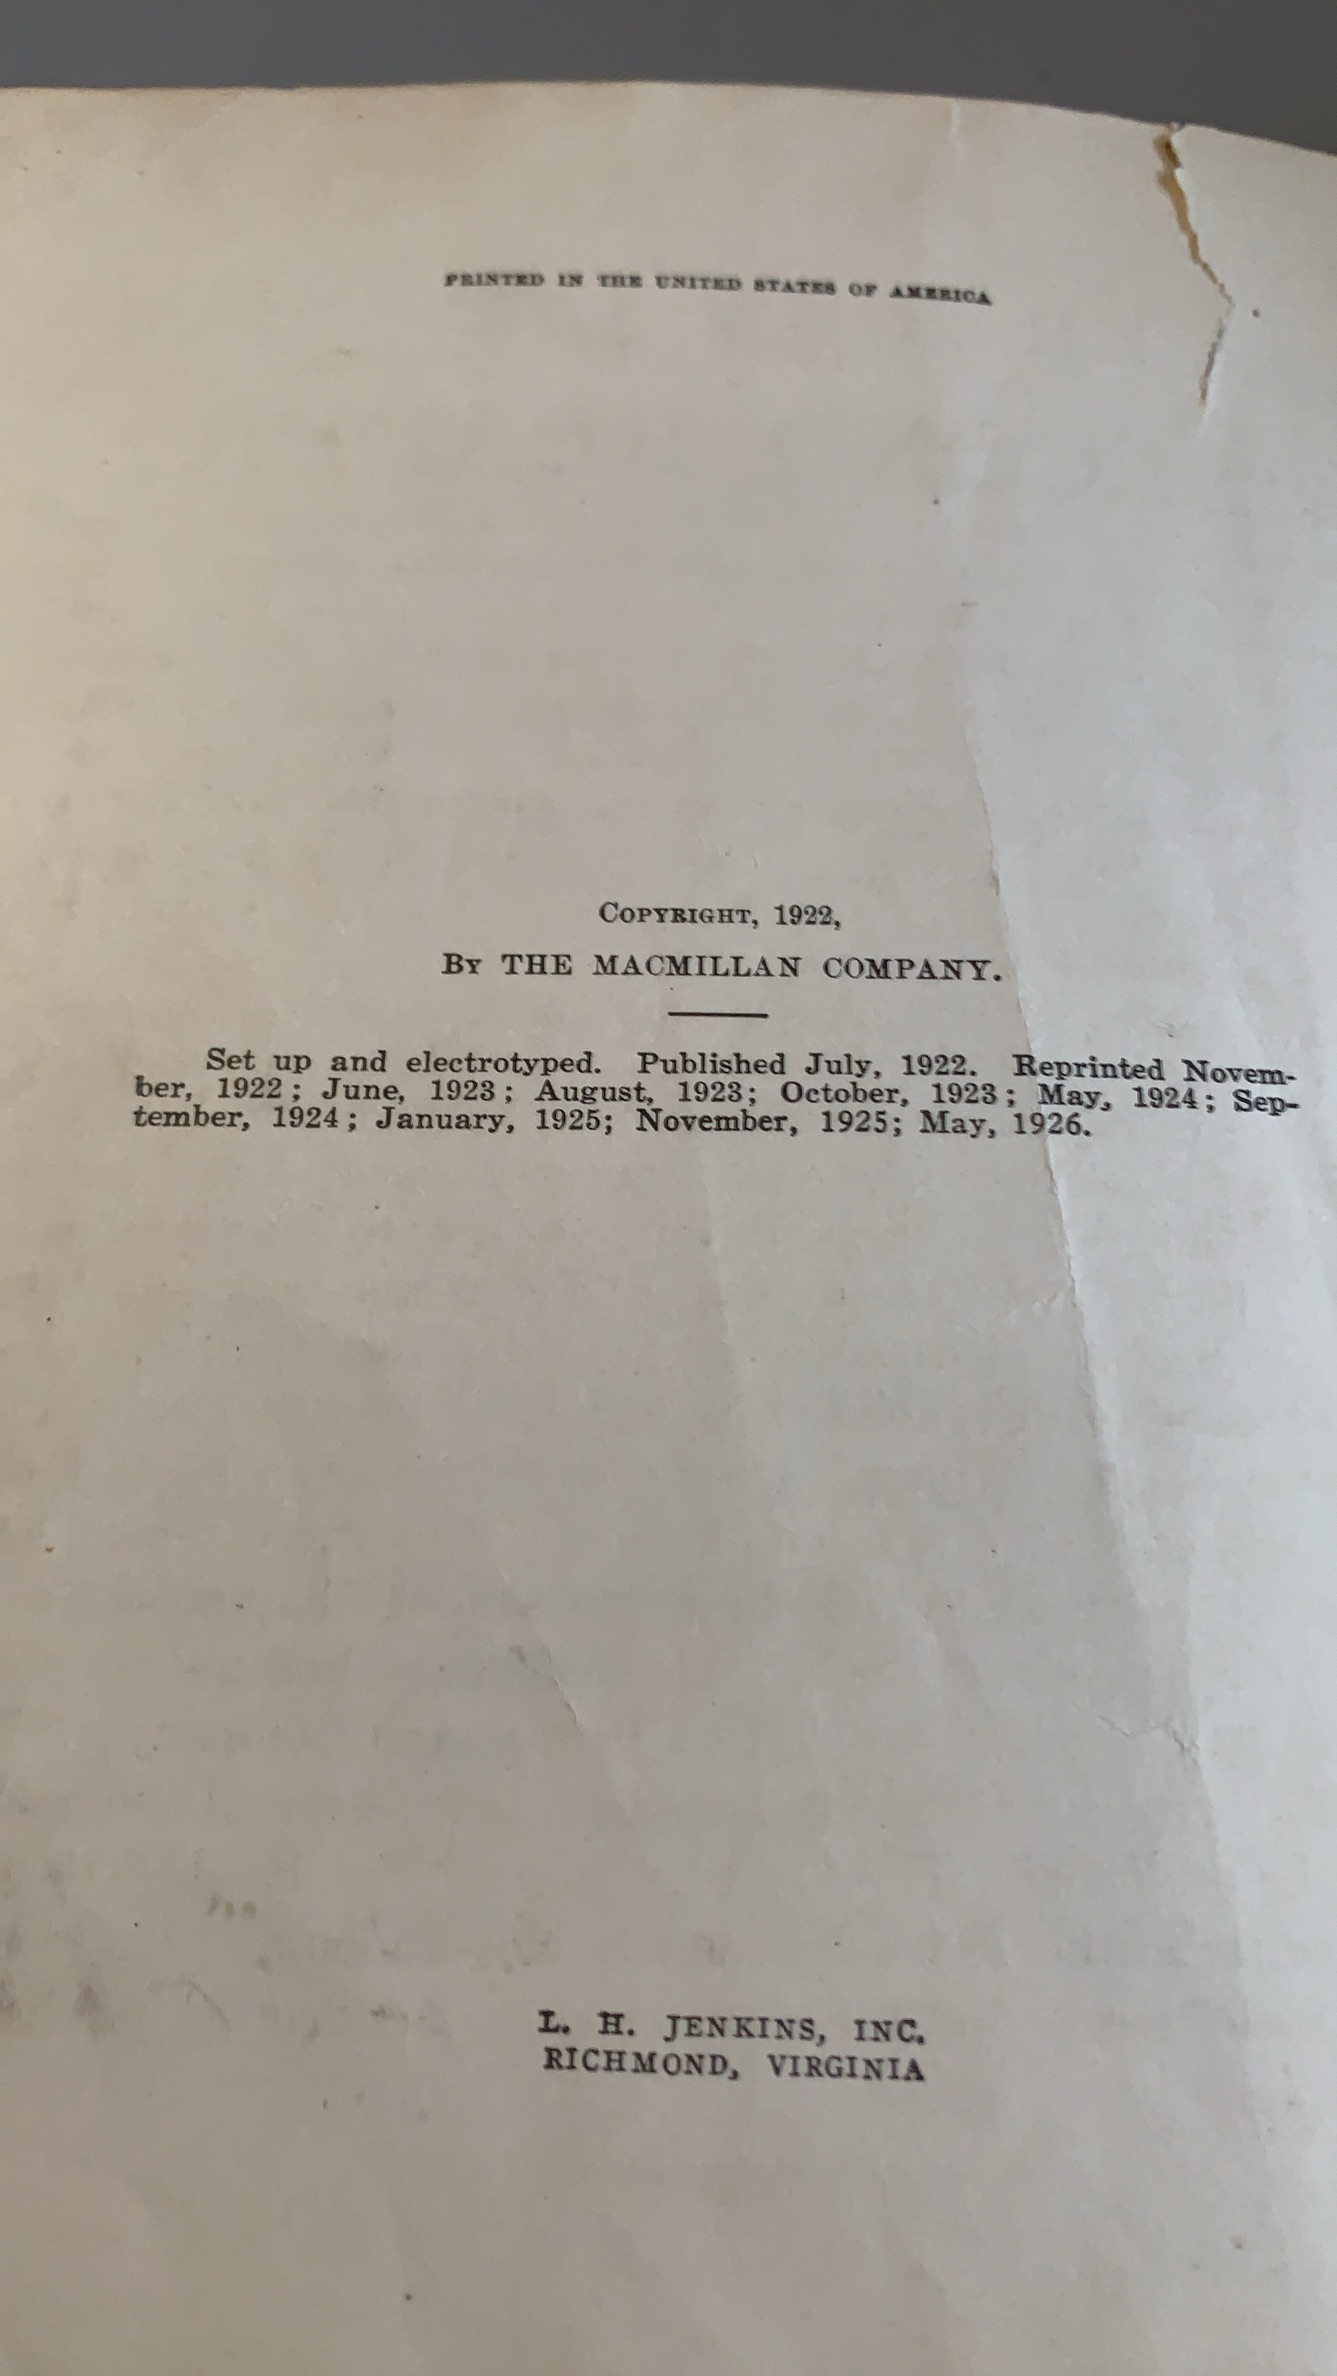 PRINTED IN THE UNITED STATES OF AMERICA
COPYRIGHT, 1922,
BY THE MACMILLAN COMPANY.
Set up and electrotyped. Published July, 1922. Reprinted Novem-
ber, 1922; June, 1923; August, 1923; October, 1923; May, 1924; Sep-
tember, 1924; January, 1925; November, 1925; May, 1926.
L. H. JENKINS, INC.
RICHMOND, VIRGINIA